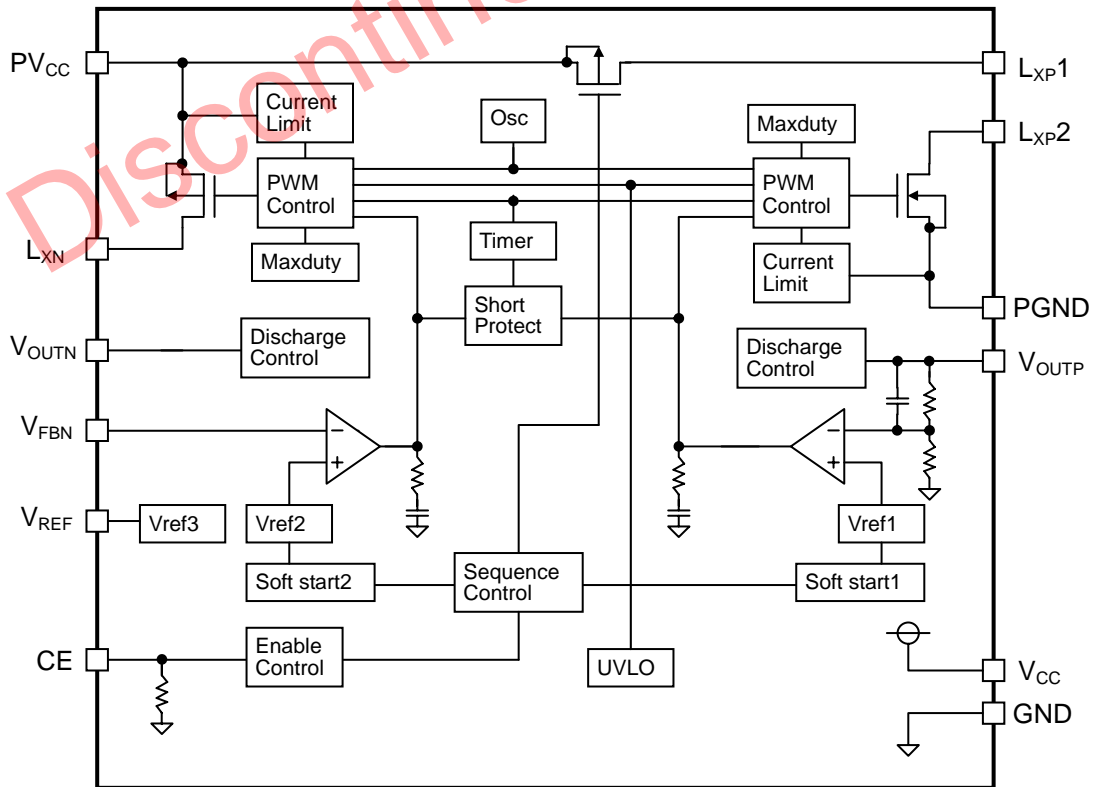 Discontin
PVCC
LXP1
Current
Limit
Osc
Maxduty
LXP2
PWM
Control
PWM
Control
LXN
Maxduty
Timer
Current
Limit
Short
Protect
PGND
VOUTN
Discharge
Control
Discharge
Control
VOUTP
VFBN
−
+
−
+
VREF
Vref3
Vref2
Vref1
Soft start2
Sequence
Control
Soft start1
CE
Enable
Control
UVLO
VCC
GND